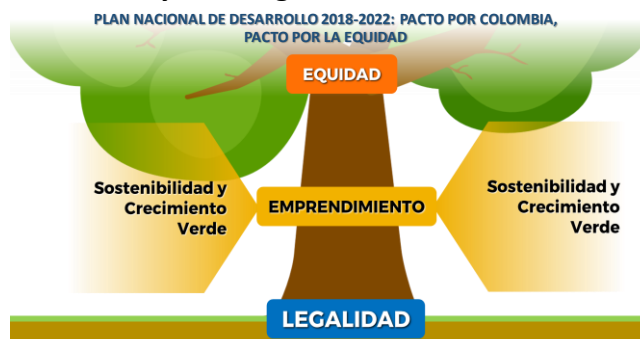 PLAN NACIONAL DE DESARROLLO 2018-2022: PACTO POR COLOMBIA,
PACTO POR LA EQUIDAD
EQUIDAD
Sostenibilidad y
Crecimiento
Verde
EMPRENDIMIENTO
Sostenibilidad y
Crecimiento
Verde
LEGALIDAD